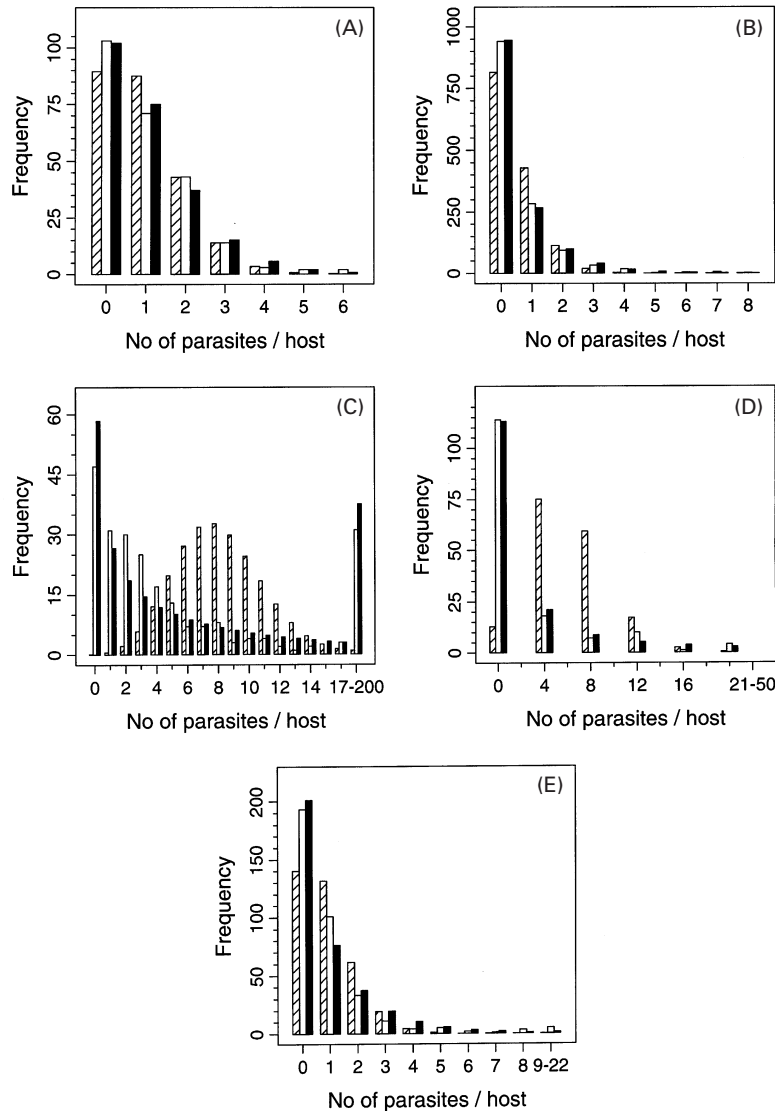 (A)
Frequency
100
75
50
25
0
0 1 2 3 4 5 6
No of parasites / host
(B)
Frequency
1000
750
500
250
0
0 1 2 3 4 5 6 7 8
No of parasites / host
(C)
Frequency
60
45
30
15
0
0 2 4 6 8 10 12 14 17-200
No of parasites / host
(D)
Frequency
100
75
50
25
0
0 4 8 12 16 21-50
No of parasites / host
(E)
Frequency
200
150
100
50
0
0 1 2 3 4 5 6 7 8 9-22
No of parasites / host